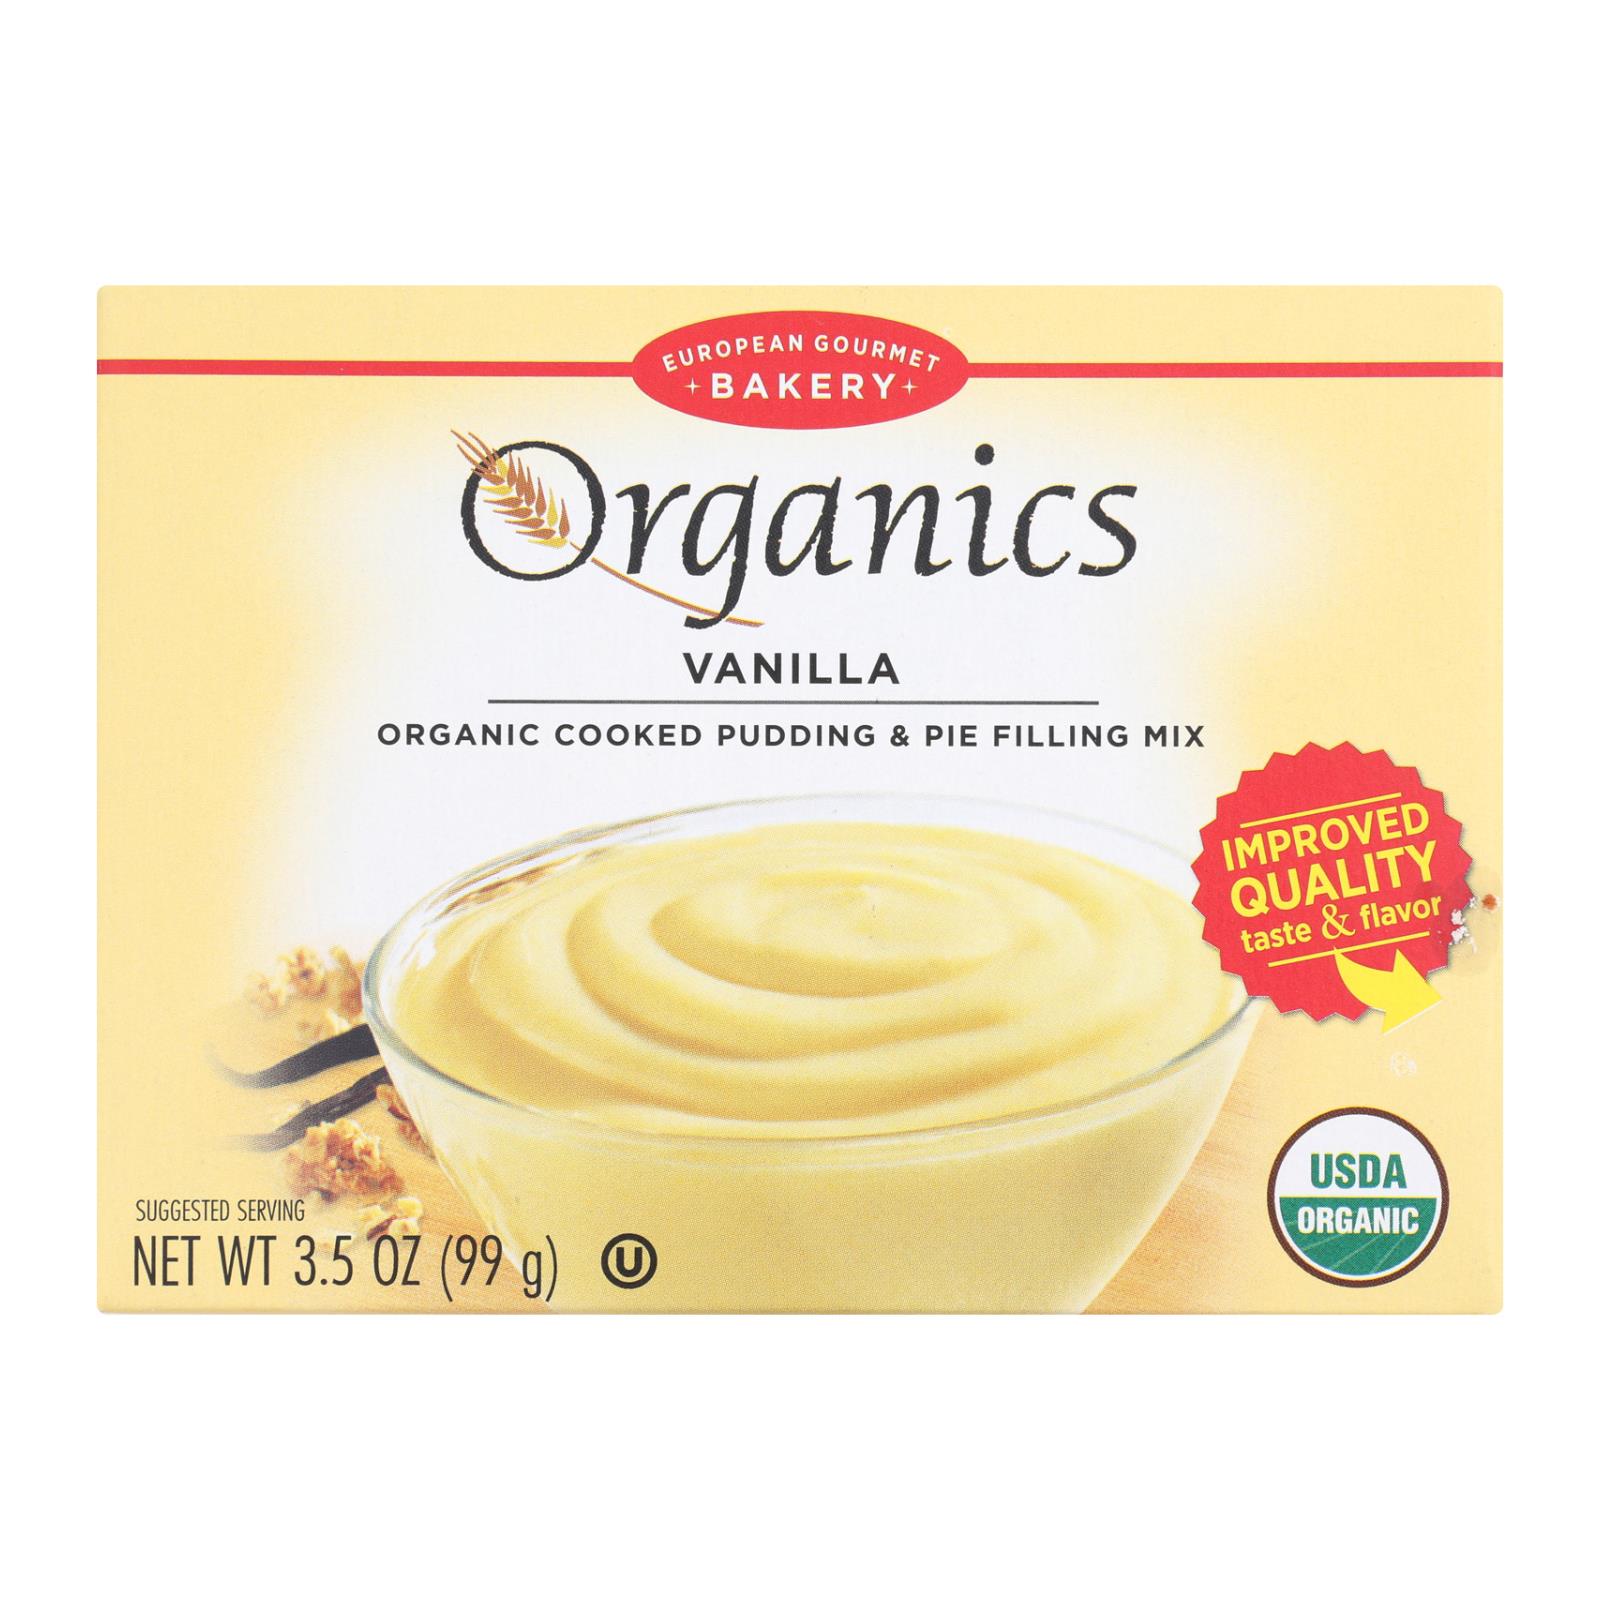 EUROPEAN GOURMET
BAKERY
Organics
VANILLA
ORGANIC COOKED PUDDING & PIE FILLING MIX
IMPROVED
QUALITY
taste & flavor
SUGGESTED SERVING
NET WT 3.5 OZ (99 g)
U
USDA
ORGANIC